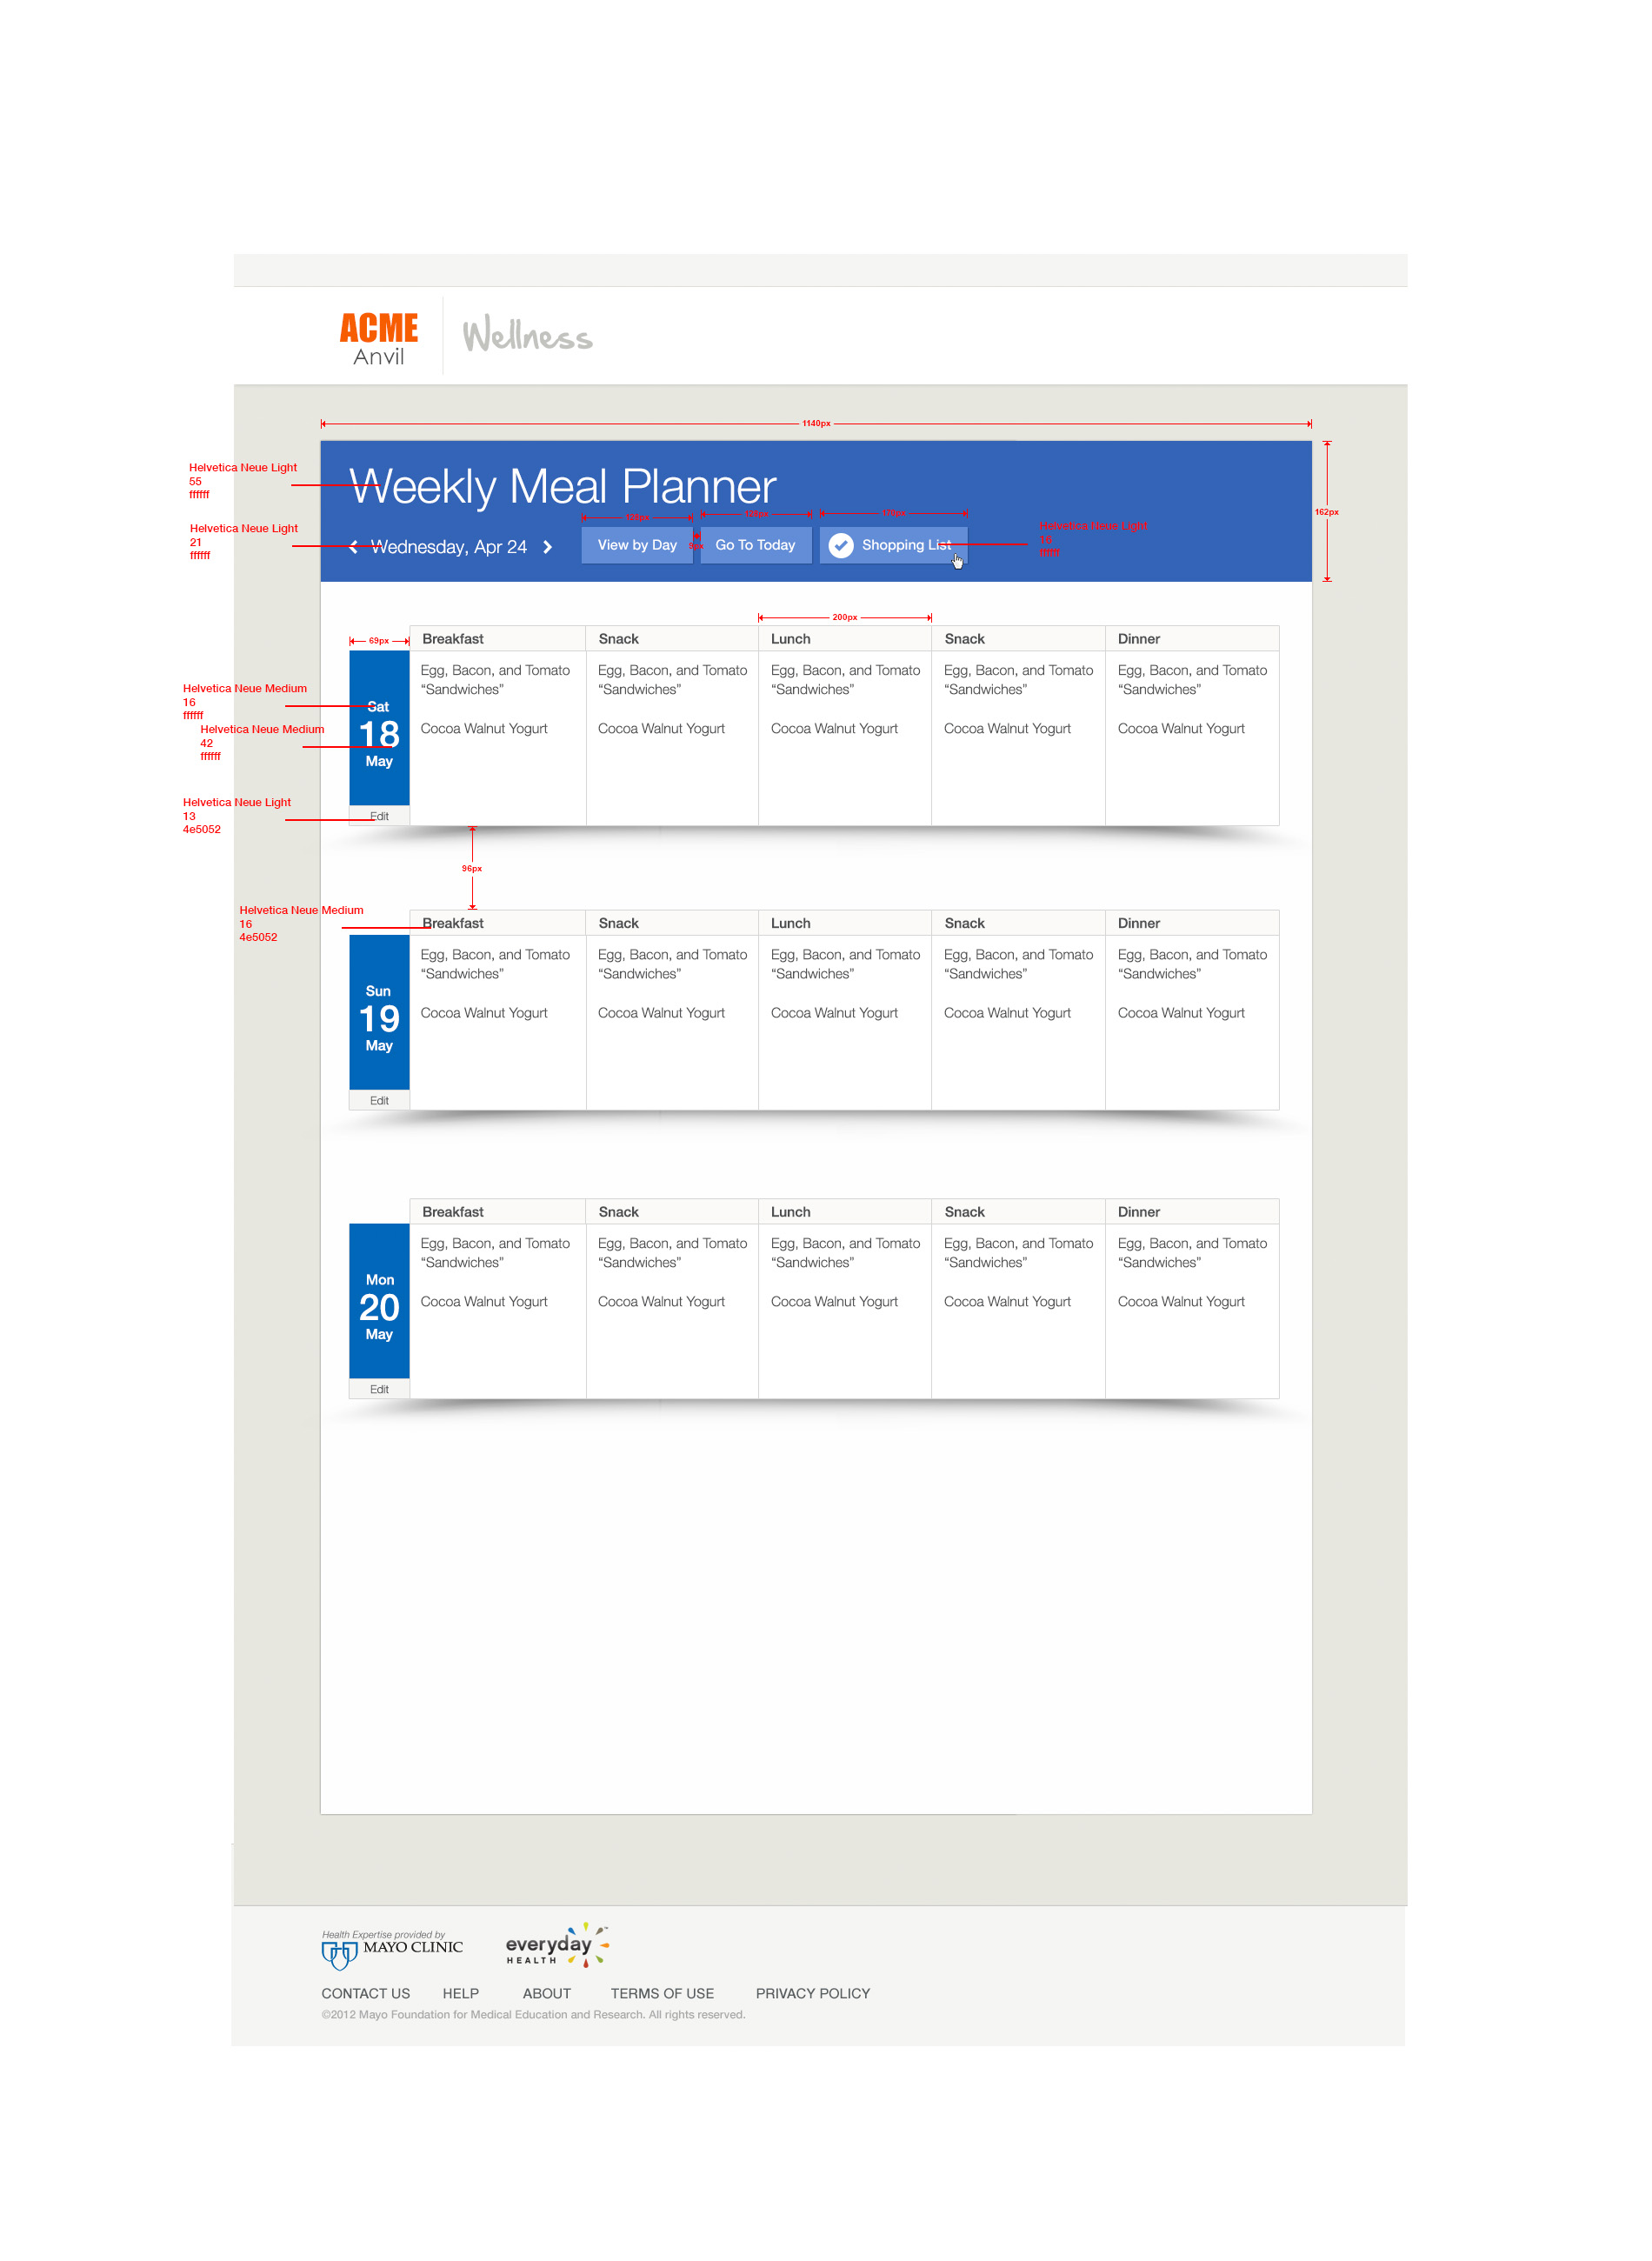 ACME
Anvil
Wellness
1140px
Helvetica Neue Light
55
ffffff
Weekly Meal Planner
162px
Helvetica Neue Light
21
ffffff
Wednesday, Apr 24
View by Day
Go To Today
Shopping List
Helvetica Neue Light
16
ffffff
200px
69px
Breakfast Snack Lunch Snack Dinner
Egg, Bacon, and Tomato Egg, Bacon, and Tomato Egg, Bacon, and Tomato Egg, Bacon, and Tomato Egg, Bacon, and Tomato
“Sandwiches” “Sandwiches” “Sandwiches” “Sandwiches” “Sandwiches”
Cocoa Walnut Yogurt Cocoa Walnut Yogurt Cocoa Walnut Yogurt Cocoa Walnut Yogurt Cocoa Walnut Yogurt
Helvetica Neue Medium
16
ffffff
Sat
Helvetica Neue Medium
42
ffffff
18
May
Helvetica Neue Light
13
4e5052
Edit
96px
Helvetica Neue Medium
16
4e5052
Breakfast Snack Lunch Snack Dinner
Egg, Bacon, and Tomato Egg, Bacon, and Tomato Egg, Bacon, and Tomato Egg, Bacon, and Tomato Egg, Bacon, and Tomato
“Sandwiches” “Sandwiches” “Sandwiches” “Sandwiches” “Sandwiches”
Cocoa Walnut Yogurt Cocoa Walnut Yogurt Cocoa Walnut Yogurt Cocoa Walnut Yogurt Cocoa Walnut Yogurt
Sun
19
May
Edit
Breakfast Snack Lunch Snack Dinner
Egg, Bacon, and Tomato Egg, Bacon, and Tomato Egg, Bacon, and Tomato Egg, Bacon, and Tomato Egg, Bacon, and Tomato
“Sandwiches” “Sandwiches” “Sandwiches” “Sandwiches” “Sandwiches”
Cocoa Walnut Yogurt Cocoa Walnut Yogurt Cocoa Walnut Yogurt Cocoa Walnut Yogurt Cocoa Walnut Yogurt
Mon
20
May
Edit
Health Expertise provided by
MAYO CLINIC
everyday
HEALTH
CONTACT US HELP ABOUT TERMS OF USE PRIVACY POLICY
©2012 Mayo Foundation for Medical Education and Research. All rights reserved.